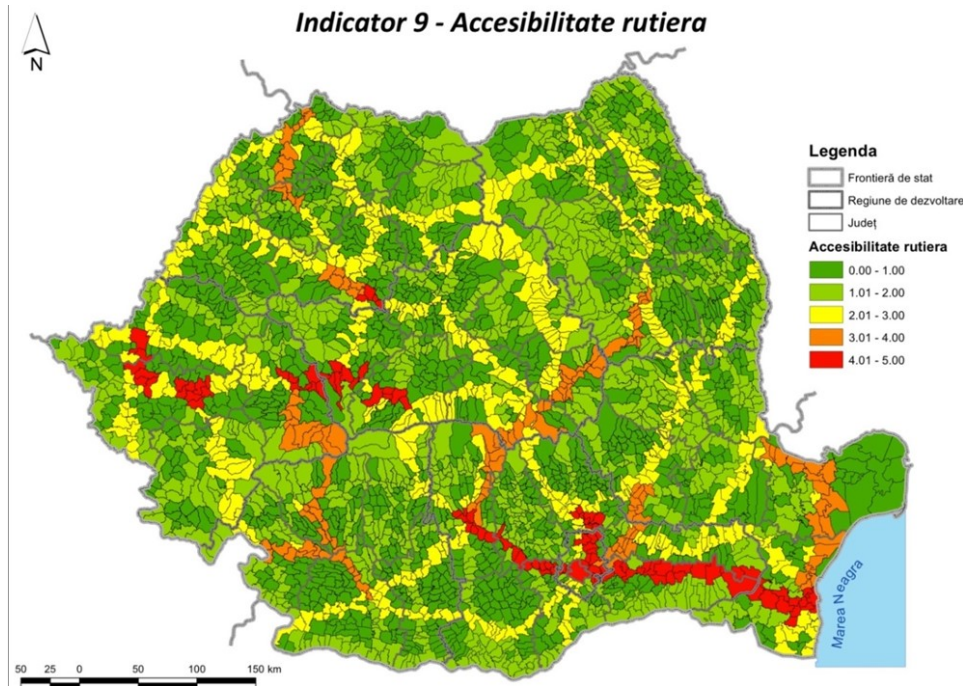 Indicator 9 - Accesibilitate rutiera
N
Legenda
Frontieră de stat
Regiune de dezvoltare
Județ
Accesibilitate rutiera
0.00 - 1.00
1.01 - 2.00
2.01 - 3.00
3.01 - 4.00
4.01 - 5.00
Marea Neagra
50 25 0 50 100 150 km